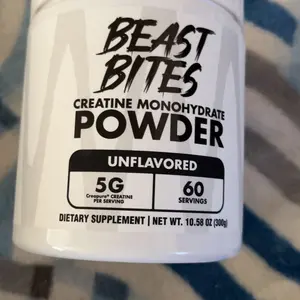 BEAST
BITES
CREATINE MONOHYDRATE
POWDER
UNFLAVORED
5G
Creapure® CREATINE
PER SERVING
60
SERVINGS
DIETARY SUPPLEMENT | NET WT. 10.58 OZ (300g)